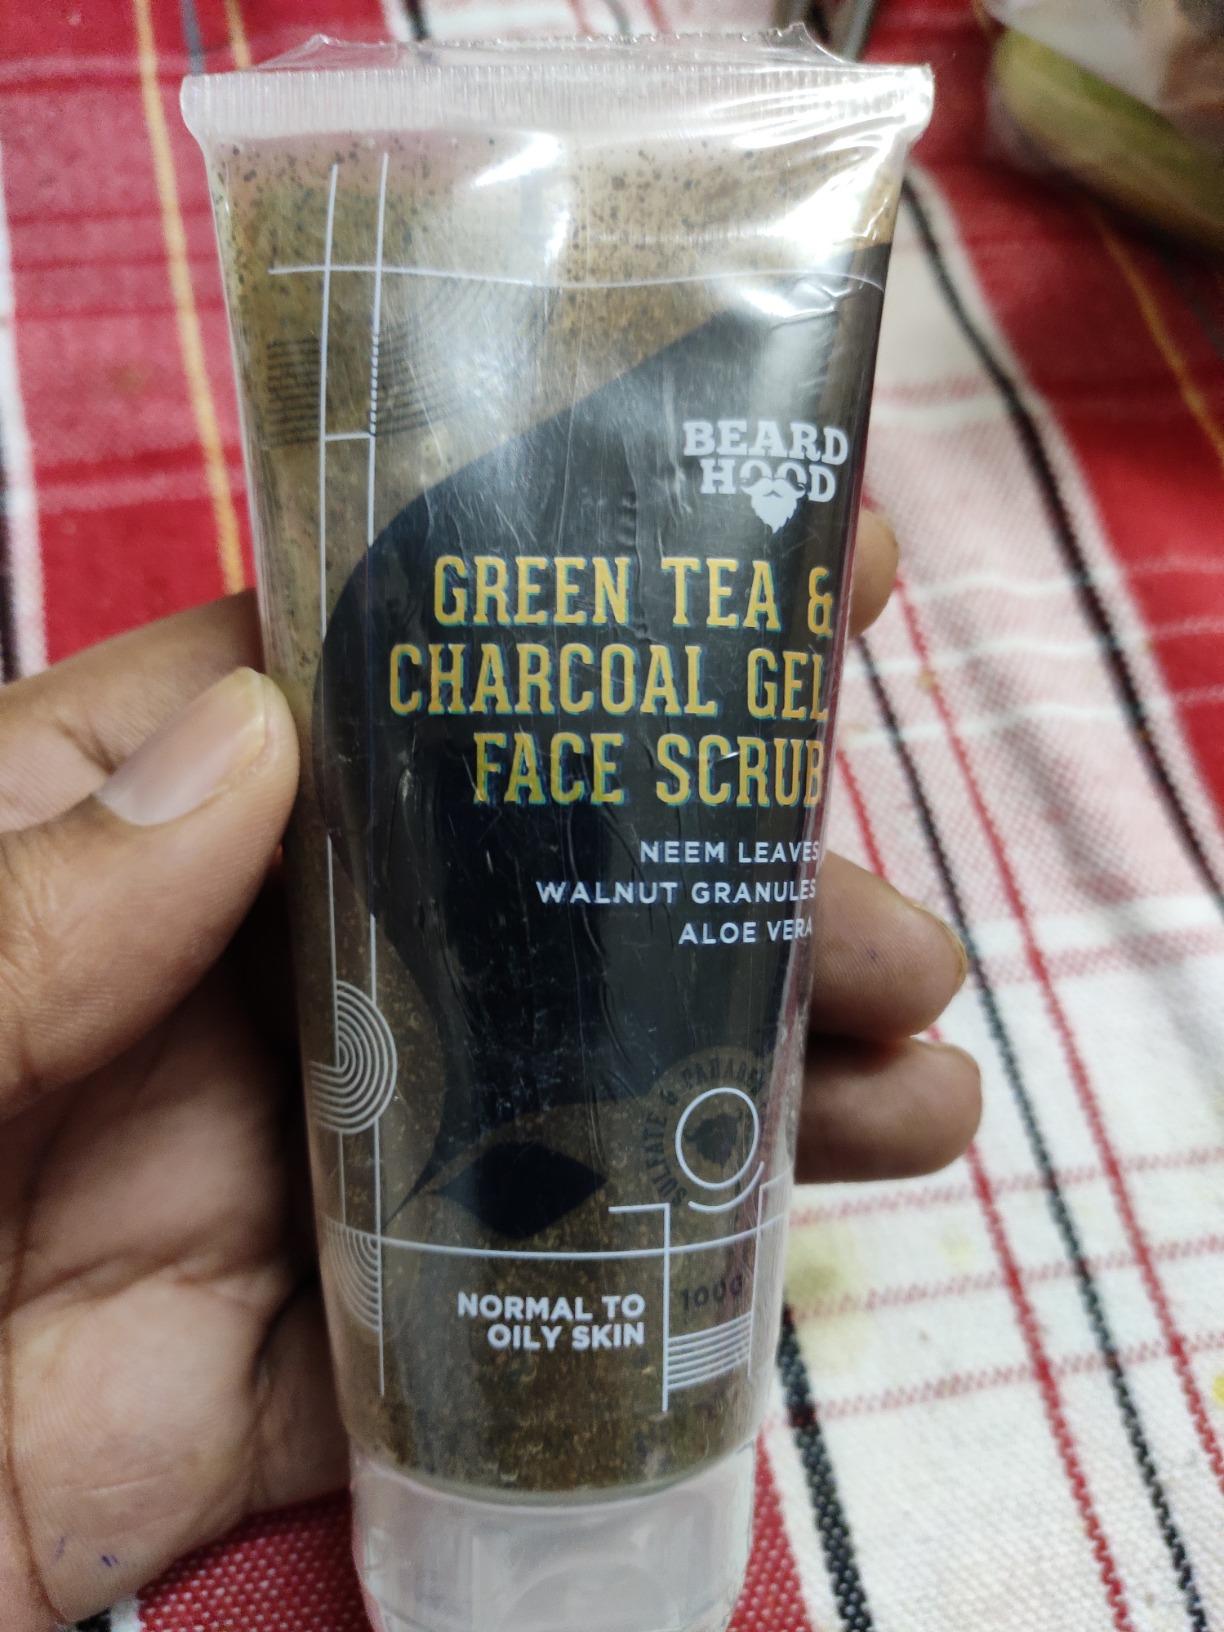 BEARD
HOOD
GREEN TEA &
CHARCOAL GEL
FACE SCRUB
NEEM LEAVES
WALNUT GRANULES
ALOE VERA
SULFATE &
NORMAL TO
OILY SKIN
100G